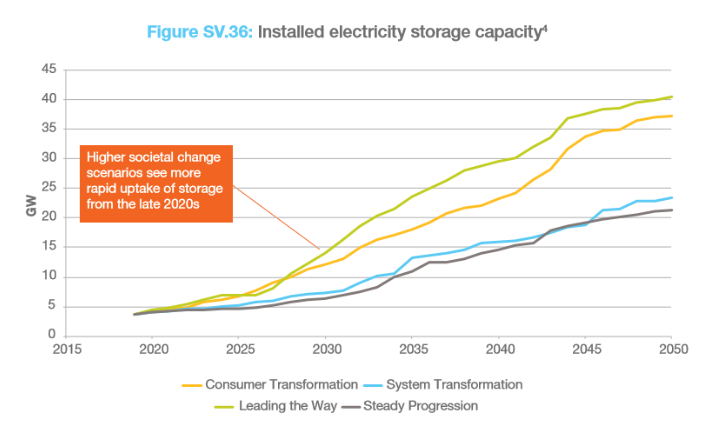 Figure SV.36: Installed electricity storage capacity⁴
45
40
35
30
25
20
15
10
5
0
GW
Higher societal change
scenarios see more
rapid uptake of storage
from the late 2020s
2015 2020 2025 2030 2035 2040 2045 2050
Consumer Transformation System Transformation
Leading the Way Steady Progression